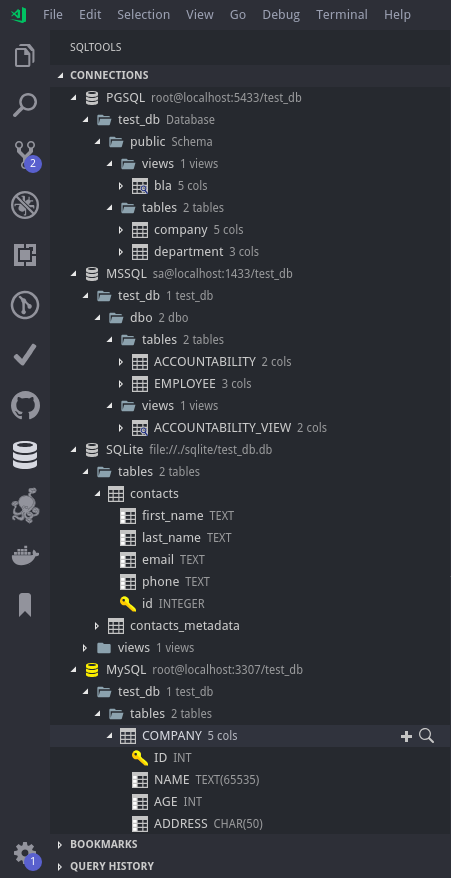 File Edit Selection View Go Debug Terminal Help
SQLTOOLS
CONNECTIONS
PGSQL root@localhost:5433/test_db
test_db Database
public Schema
2
views 1 views
bla 5 cols
tables 2 tables
company 5 cols
department 3 cols
MSSQL sa@localhost:1433/test_db
test_db 1 test_db
dbo 2 dbo
tables 2 tables
ACCOUNTABILITY 2 cols
EMPLOYEE 3 cols
views 1 views
ACCOUNTABILITY_VIEW 2 cols
SQLite file://./sqlite/test_db.db
tables 2 tables
contacts
first_name TEXT
last_name TEXT
email TEXT
phone TEXT
id INTEGER
contacts_metadata
views 1 views
MySQL root@localhost:3307/test_db
test_db 1 test_db
tables 2 tables
COMPANY 5 cols
ID INT
NAME TEXT(65535)
AGE INT
ADDRESS CHAR(50)
BOOKMARKS
1
QUERY HISTORY